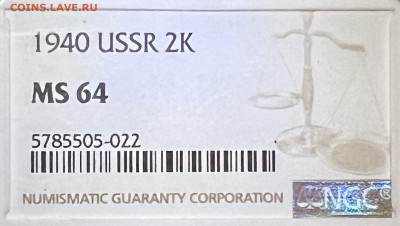 COINS.LAVE.RU
1940 USSR 2K
MS 64
5785505-022
NUMISMATIC GUARANTY CORPORATION
NGC